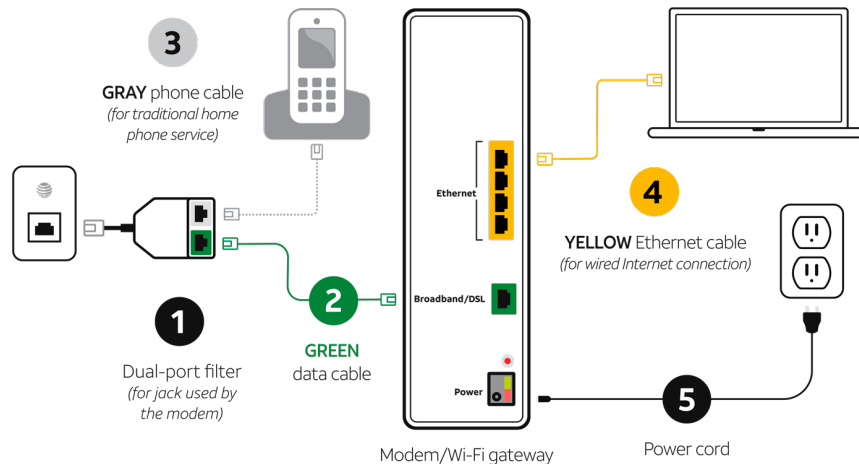 3
GRAY phone cable
(for traditional home
phone service)
Ethernet
4
YELLOW Ethernet cable
(for wired Internet connection)
1
Dual-port filter
(for jack used by
the modem)
2
GREEN
data cable
Broadband/DSL
Power
5
Power cord
Modem/Wi-Fi gateway